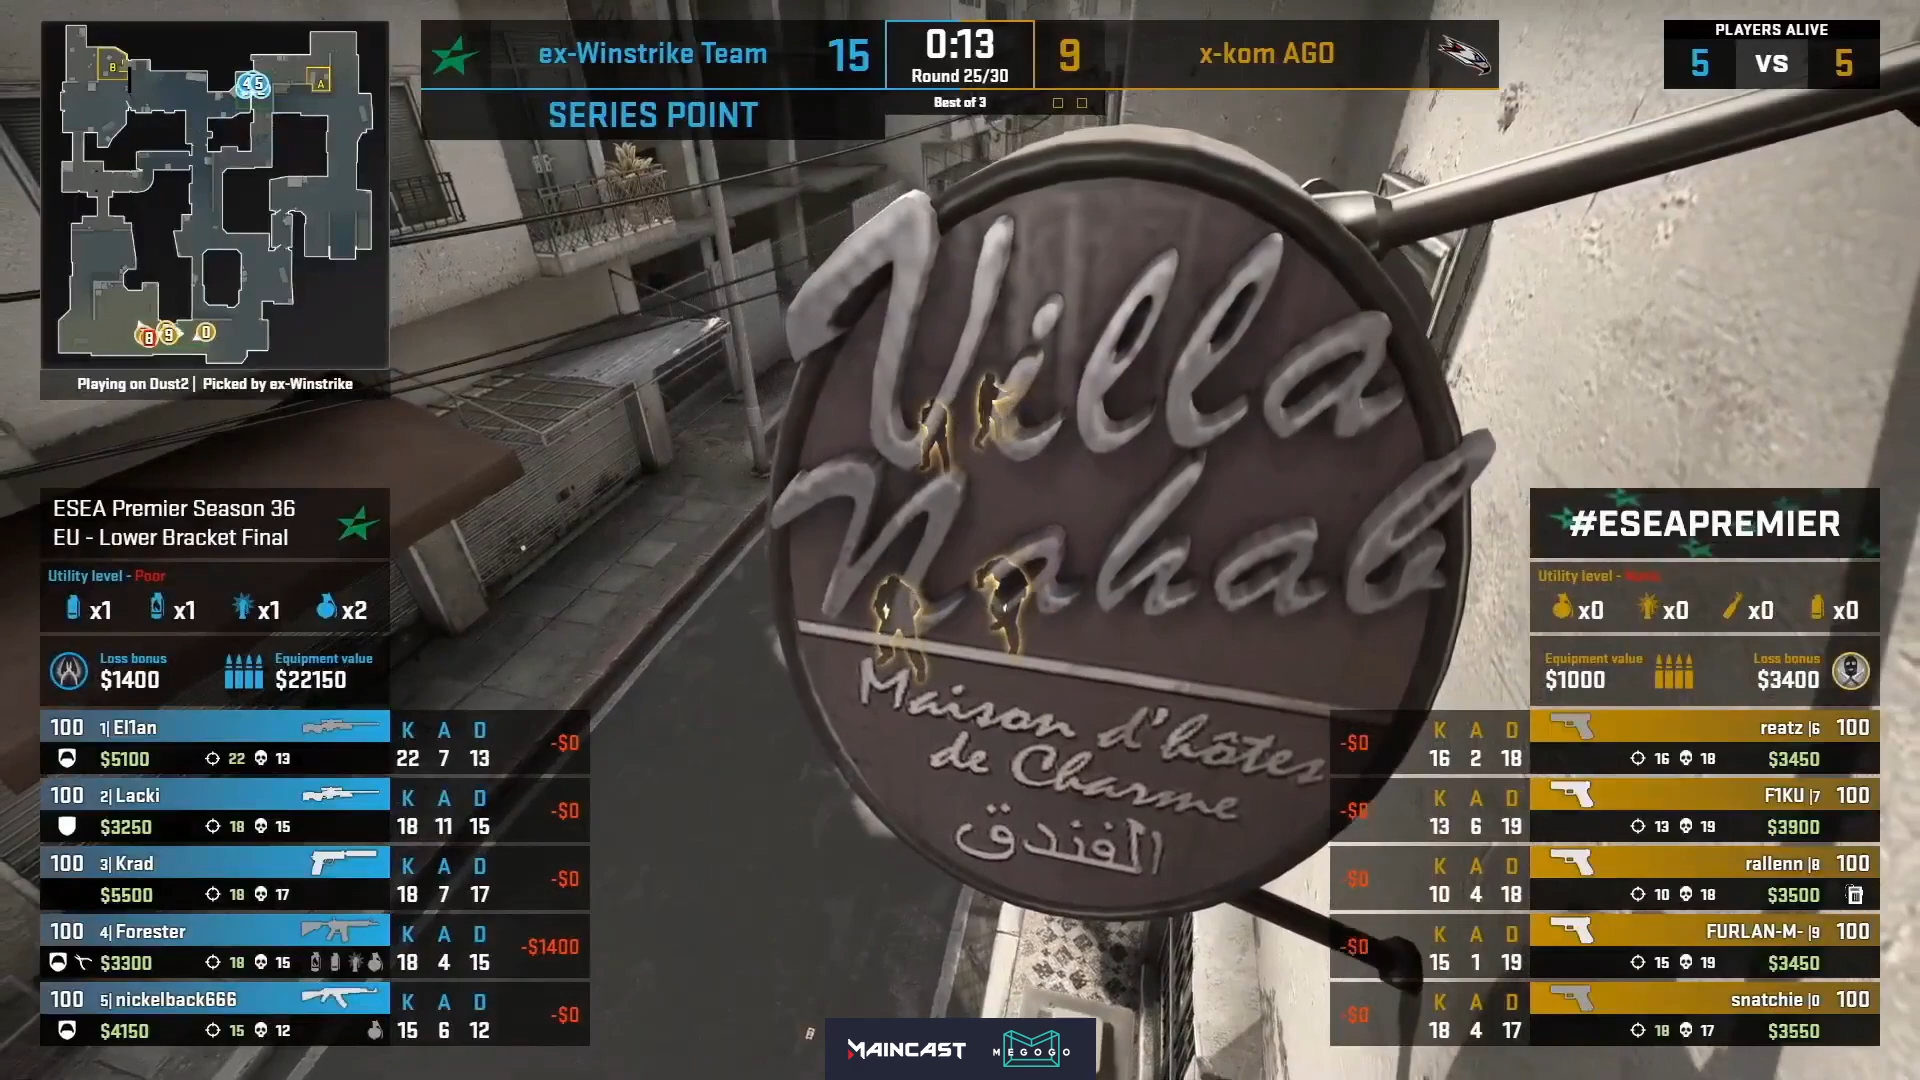 ex-Winstrike Team 15 0:13 9 x-kom AGO
Round 25/30
Best of 3
SERIES POINT
PLAYERS ALIVE
5 VS 5
B A 4 5
8 9 0
Playing on Dust2 | Picked by ex-Winstrike
Villa
Nahab
Maison d'hôtes
de Charme
الفندق
ESEA Premier Season 36
EU - Lower Bracket Final
Utility level - Poor
x1 x1 x1 x2
Loss bonus $1400
Equipment value $22150
100 1| El1an K A D -$0
$5100 22 13 22 7 13
100 2| Lacki K A D -$0
$3250 18 15 18 11 15
100 3| Krad K A D -$0
$5500 18 17 18 7 17
100 4| Forester K A D -$1400
$3300 18 15 18 4 15
100 5| nickelback666 K A D -$0
$4150 15 12 15 6 12
#ESEAPREMIER
Utility level -
x0 x0 x0 x0
Equipment value $1000
Loss bonus $3400
-$0 K A D reatz |6 100
16 2 18 16 18 $3450
-$0 K A D F1KU |7 100
13 6 19 13 19 $3900
-$0 K A D rallenn |8 100
10 4 18 10 18 $3500
-$0 K A D FURLAN-M- |9 100
15 1 19 15 19 $3450
-$0 K A D snatchie |0 100
18 4 17 18 17 $3550
MAINCAST MEGOGO